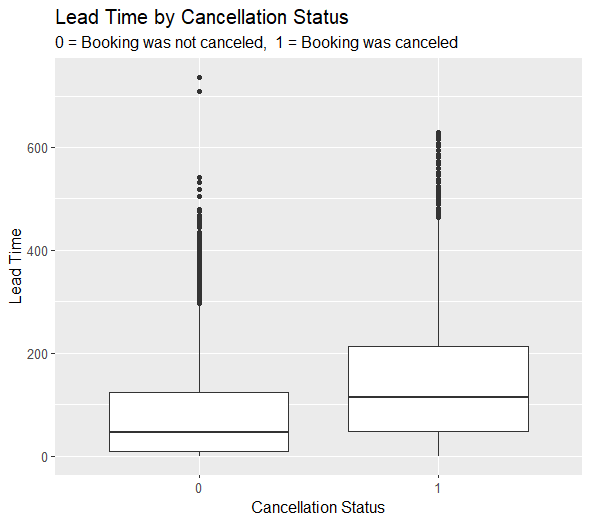 Lead Time by Cancellation Status
0 = Booking was not canceled,  1 = Booking was canceled
Lead Time
600
400
200
0
0 1
Cancellation Status